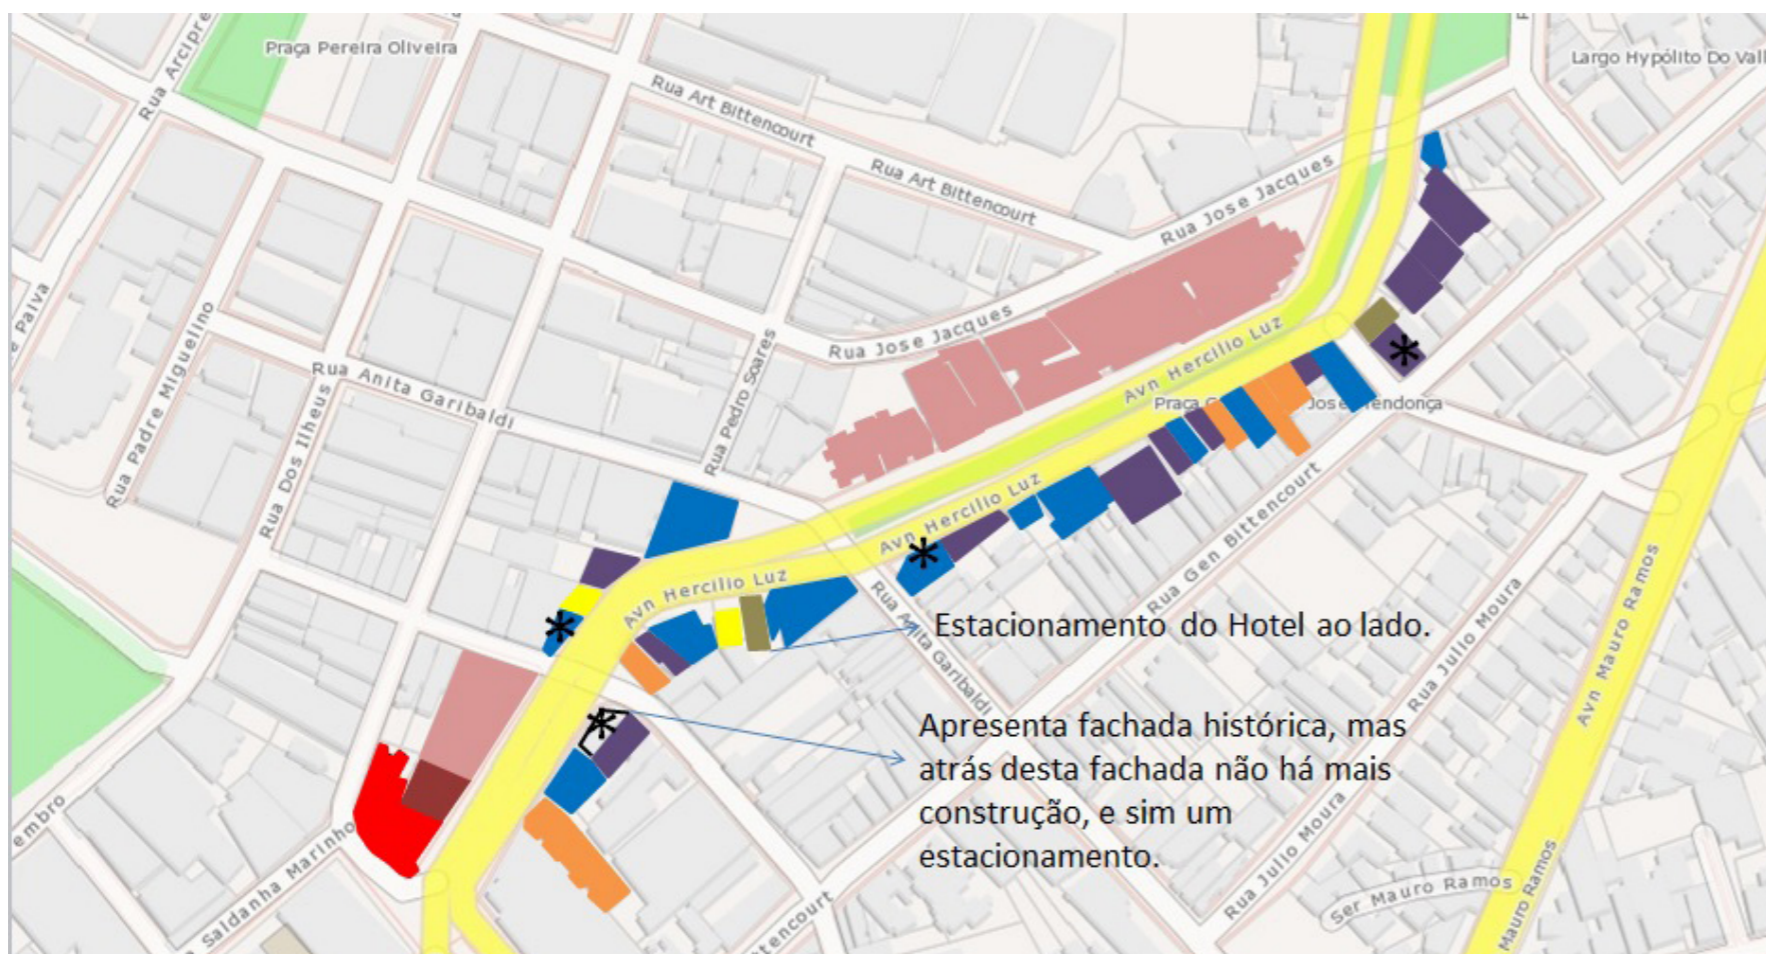 Rua Arcipre
Praça Pereira Oliveira
Largo Hypólito Do Vall
Rua Art Bittencourt
Rua Art Bittencourt
Rua Jose Jacques
Rua Jose Jacques
Paiva
Rua Padre Miguelino
Rua Anita Garibaldi
Rua Dos Ilheus
Rua Pedro Soares
Avn Hercilio Luz
Praça
Jose Mendonça
Avn Hercilio Luz
Avn Hercilio Luz
Rua Gen Bittencourt
Rua Anita Garibaldi
Rua Julio Moura
Avn Mauro Ramos
Estacionamento do Hotel ao lado.
Apresenta fachada histórica, mas
atrás desta fachada não há mais
construção, e sim um
estacionamento.
embro
Saldanha Marinho
ttencourt
Rua Julio Moura
Ser Mauro Ramos
Mauro Ramos